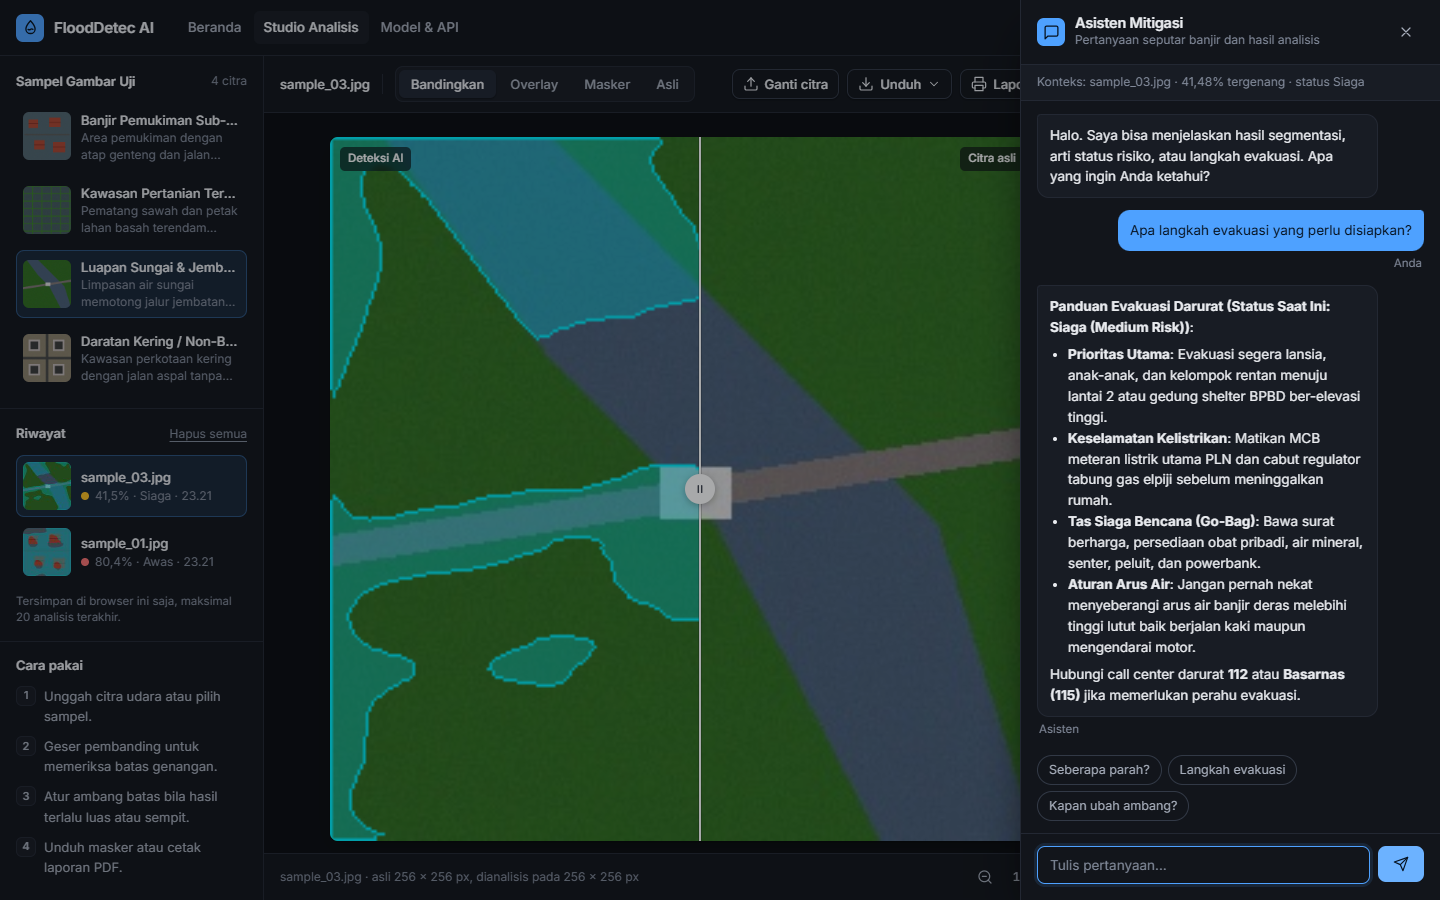 FloodDetec AI
Beranda
Studio Analisis
Model & API
Sampel Gambar Uji
4 citra
Banjir Pemukiman Sub-...
Area pemukiman dengan
atap genteng dan jalan...
Kawasan Pertanian Ter...
Pematang sawah dan petak
lahan basah terendam...
Luapan Sungai & Jemb...
Limpasan air sungai
memotong jalur jembatan...
Daratan Kering / Non-B...
Kawasan perkotaan kering
dengan jalan aspal tanpa...
Riwayat
Hapus semua
sample_03.jpg
41,5% · Siaga · 23.21
sample_01.jpg
80,4% · Awas · 23.21
Tersimpan di browser ini saja, maksimal
20 analisis terakhir.
Cara pakai
1 Unggah citra udara atau pilih
sampel.
2 Geser pembanding untuk
memeriksa batas genangan.
3 Atur ambang batas bila hasil
terlalu luas atau sempit.
4 Unduh masker atau cetak
laporan PDF.
sample_03.jpg
Bandingkan
Overlay
Masker
Asli
Ganti citra
Unduh
Lapo
Deteksi AI
Citra asli
sample_03.jpg · asli 256 × 256 px, dianalisis pada 256 × 256 px
1
Asisten Mitigasi
Pertanyaan seputar banjir dan hasil analisis
Konteks: sample_03.jpg · 41,48% tergenang · status Siaga
Halo. Saya bisa menjelaskan hasil segmentasi,
arti status risiko, atau langkah evakuasi. Apa
yang ingin Anda ketahui?
Apa langkah evakuasi yang perlu disiapkan?
Anda
Panduan Evakuasi Darurat (Status Saat Ini:
Siaga (Medium Risk)):
• Prioritas Utama: Evakuasi segera lansia,
anak-anak, dan kelompok rentan menuju
lantai 2 atau gedung shelter BPBD ber-elevasi
tinggi.
• Keselamatan Kelistrikan: Matikan MCB
meteran listrik utama PLN dan cabut regulator
tabung gas elpiji sebelum meninggalkan
rumah.
• Tas Siaga Bencana (Go-Bag): Bawa surat
berharga, persediaan obat pribadi, air mineral,
senter, peluit, dan powerbank.
• Aturan Arus Air: Jangan pernah nekat
menyeberangi arus air banjir deras melebihi
tinggi lutut baik berjalan kaki maupun
mengendarai motor.
Hubungi call center darurat 112 atau Basarnas
(115) jika memerlukan perahu evakuasi.
Asisten
Seberapa parah?
Langkah evakuasi
Kapan ubah ambang?
Tulis pertanyaan...